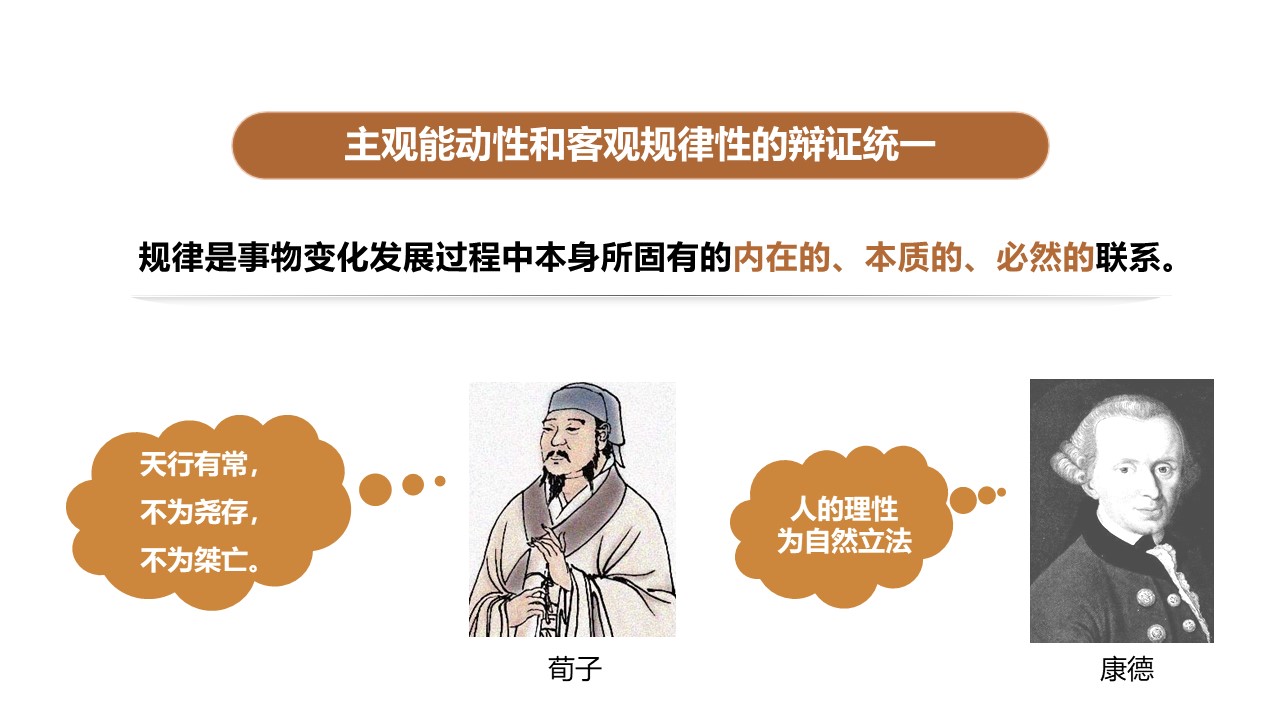 主观能动性和客观规律性的辩证统一
规律是事物变化发展过程中本身所固有的内在的、本质的、必然的联系。
天行有常，
不为尧存，
不为桀亡。
人的理性
为自然立法
荀子
康德